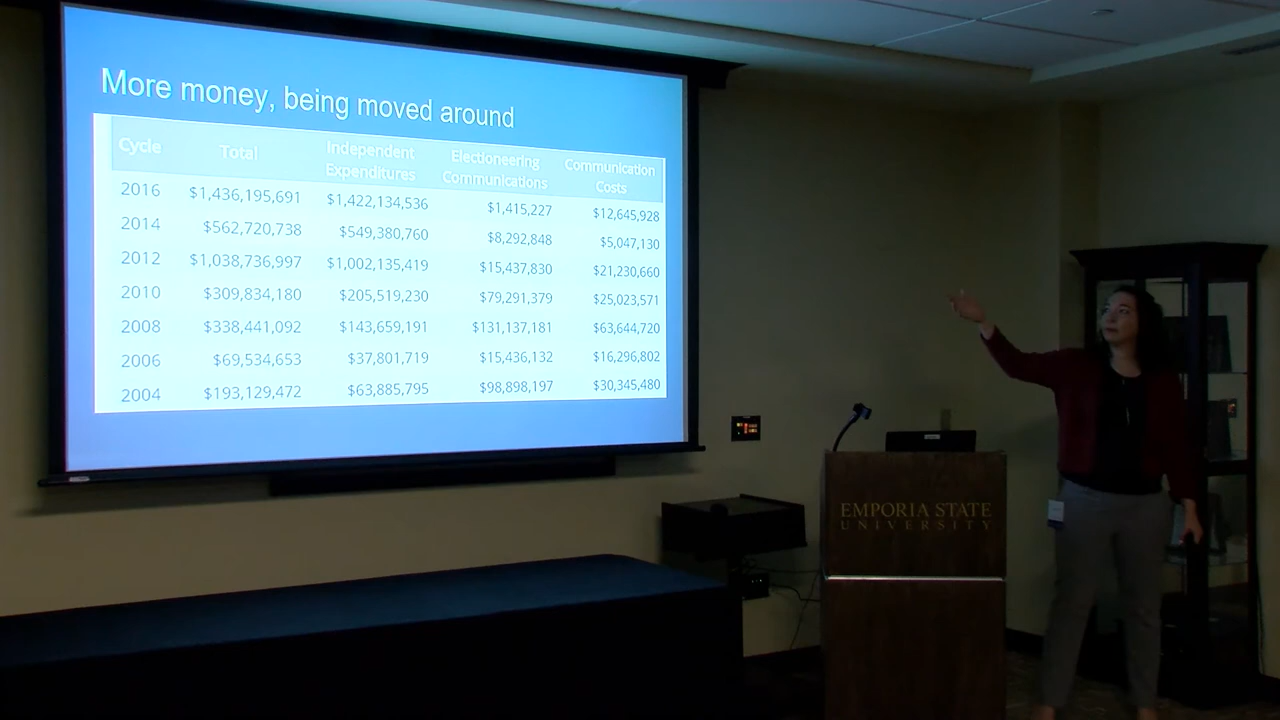 More money, being moved around
Cycle Total Independent Expenditures Electioneering Communications Communication Costs
2016 $1,436,195,691 $1,422,134,536 $1,415,227 $12,645,928
2014 $562,720,738 $549,380,760 $8,292,848 $5,047,130
2012 $1,038,736,997 $1,002,135,419 $15,437,830 $21,230,660
2010 $309,834,180 $205,519,230 $79,291,379 $25,023,571
2008 $338,441,092 $143,659,191 $131,137,181 $63,644,720
2006 $69,534,653 $37,801,719 $15,436,132 $16,296,802
2004 $193,129,472 $63,885,795 $98,898,197 $30,345,480
EMPORIA STATE
UNIVERSITY